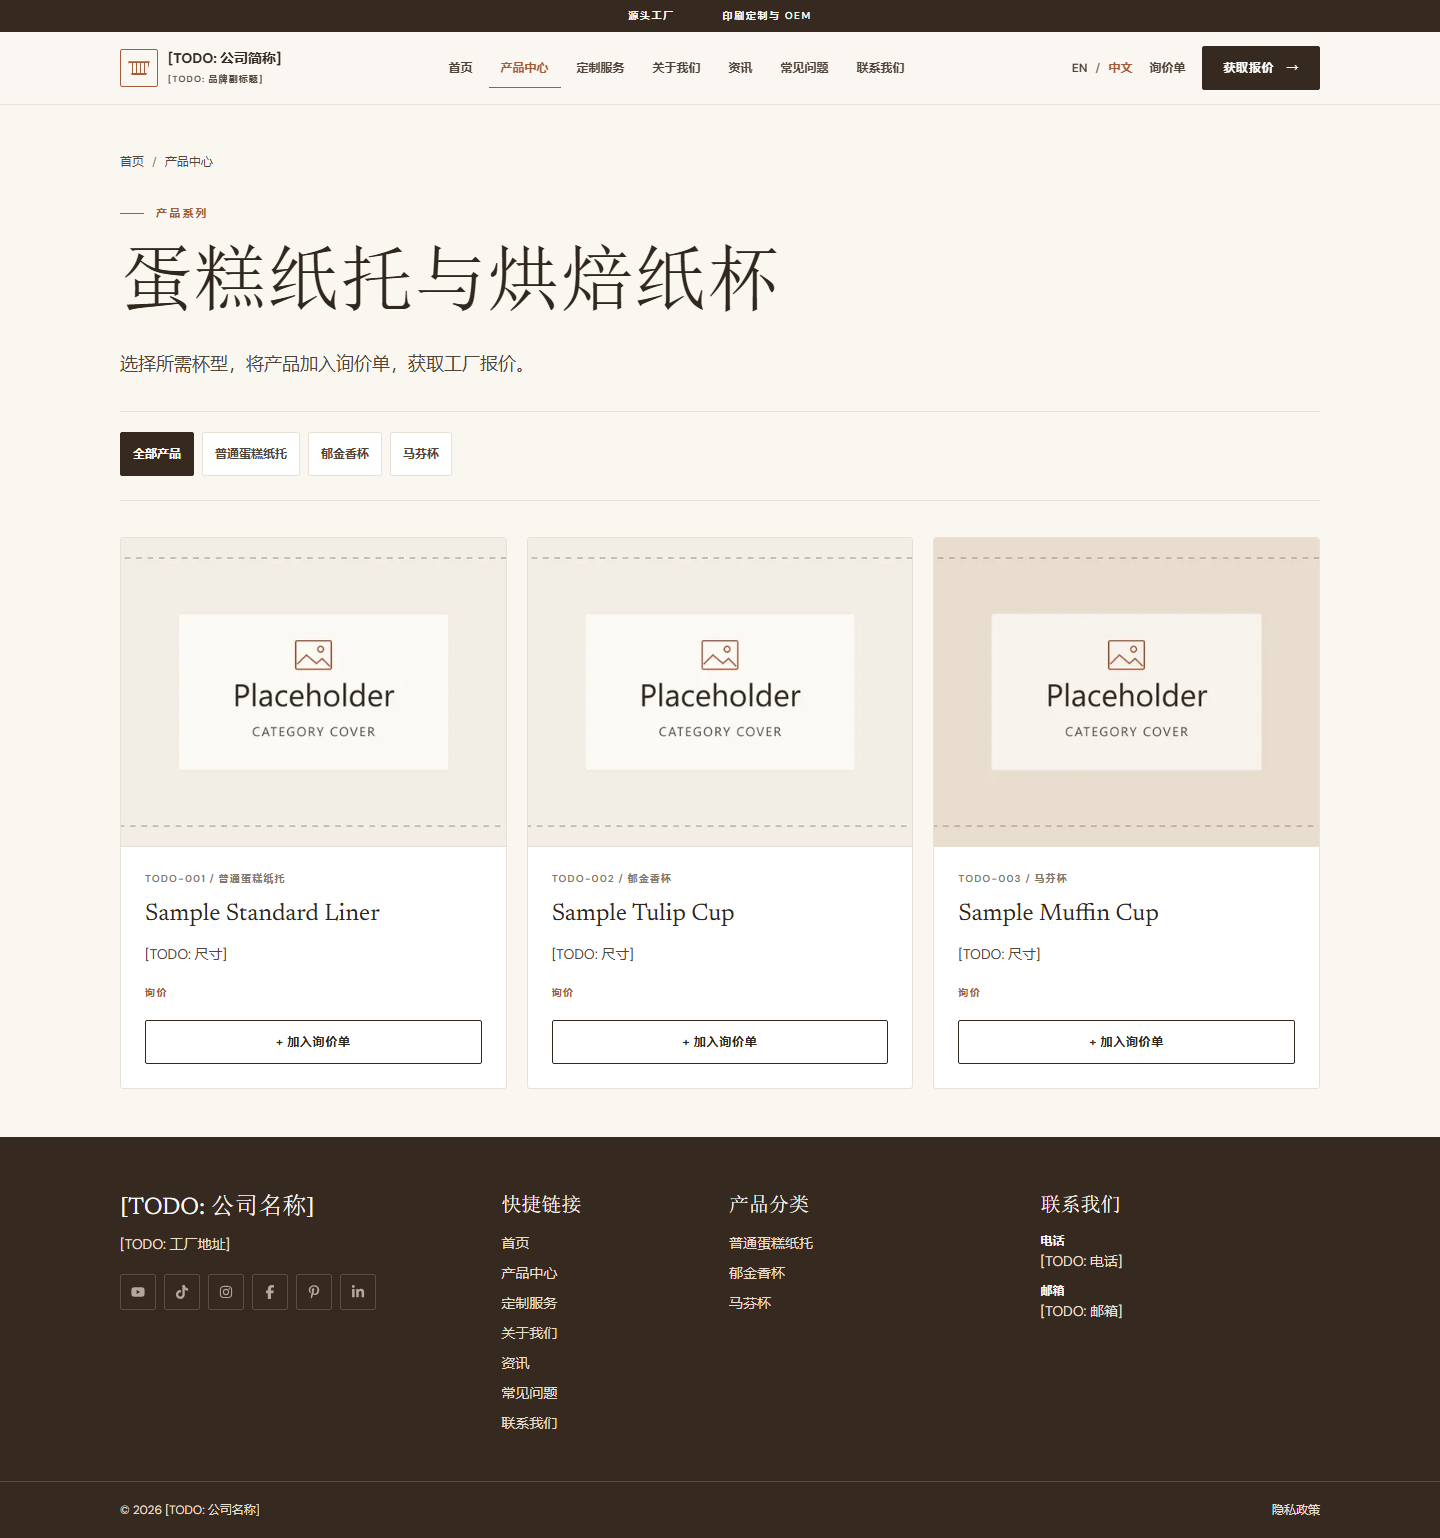 源头工厂 印刷定制与 OEM
[TODO: 公司简称]
[TODO: 品牌副标题]
首页 产品中心 定制服务 关于我们 资讯 常见问题 联系我们
EN / 中文 询价单 获取报价 →
首页 / 产品中心
产品系列
蛋糕纸托与烘焙纸杯
选择所需杯型，将产品加入询价单，获取工厂报价。
全部产品 普通蛋糕纸托 郁金香杯 马芬杯
Placeholder
CATEGORY COVER
TODO-001 / 普通蛋糕纸托
Sample Standard Liner
[TODO: 尺寸]
询价
+ 加入询价单
Placeholder
CATEGORY COVER
TODO-002 / 郁金香杯
Sample Tulip Cup
[TODO: 尺寸]
询价
+ 加入询价单
Placeholder
CATEGORY COVER
TODO-003 / 马芬杯
Sample Muffin Cup
[TODO: 尺寸]
询价
+ 加入询价单
[TODO: 公司名称]
[TODO: 工厂地址]
快捷链接
首页
产品中心
定制服务
关于我们
资讯
常见问题
联系我们
产品分类
普通蛋糕纸托
郁金香杯
马芬杯
联系我们
电话
[TODO: 电话]
邮箱
[TODO: 邮箱]
© 2026 [TODO: 公司名称]
隐私政策